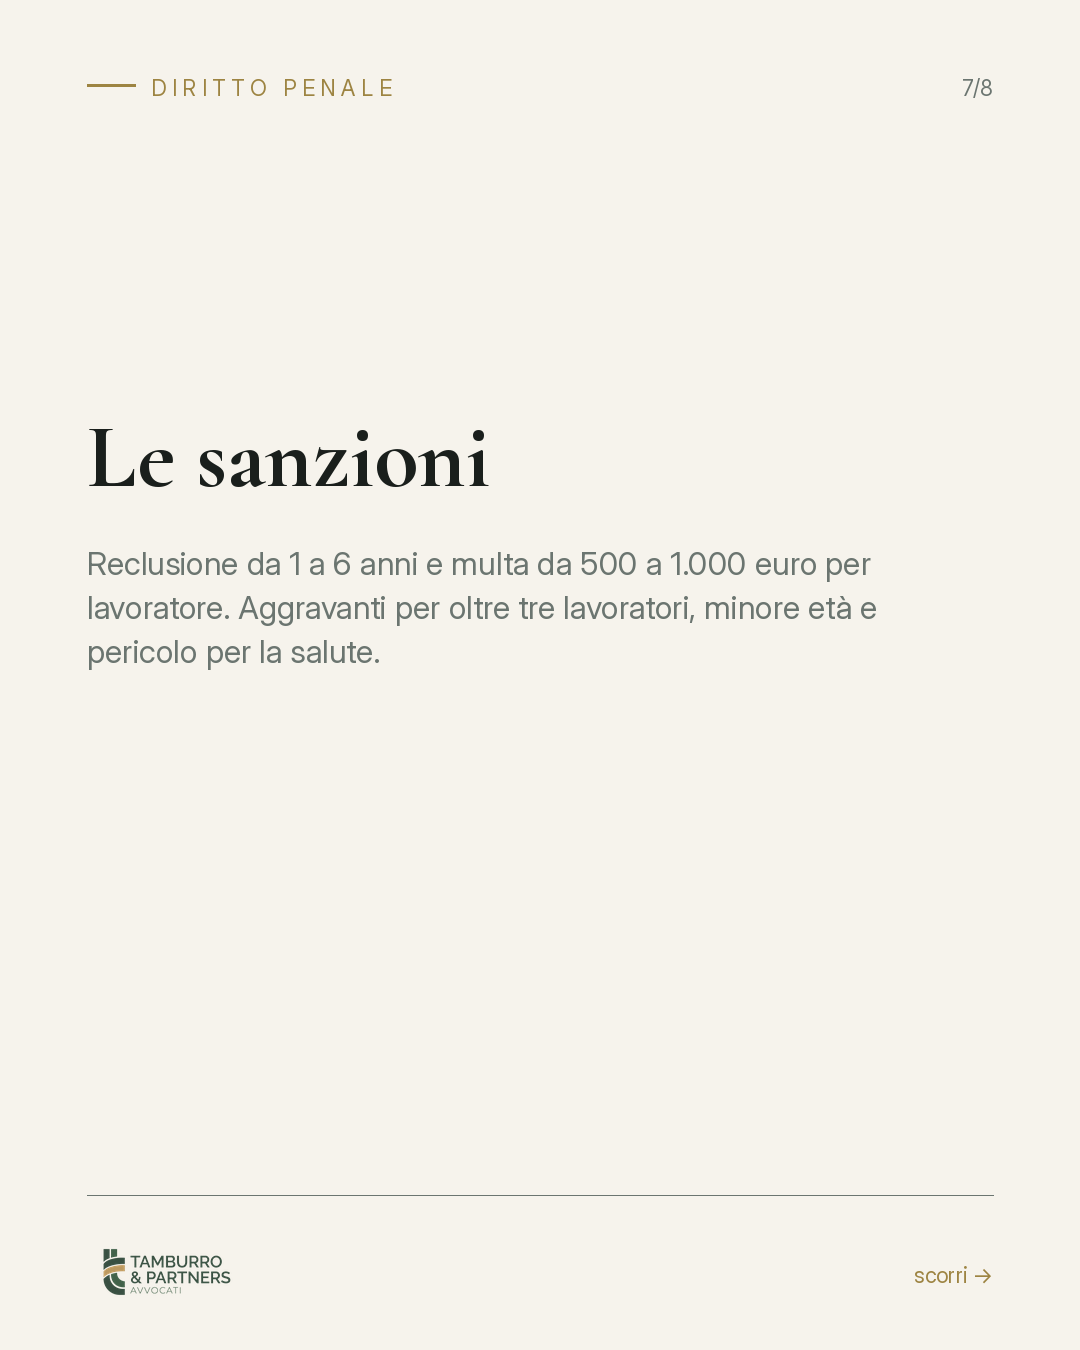 DIRITTO PENALE
7/8
Le sanzioni
Reclusione da 1 a 6 anni e multa da 500 a 1.000 euro per
lavoratore. Aggravanti per oltre tre lavoratori, minore età e
pericolo per la salute.
TAMBURRO
& PARTNERS
AVVOCATI
scorri →